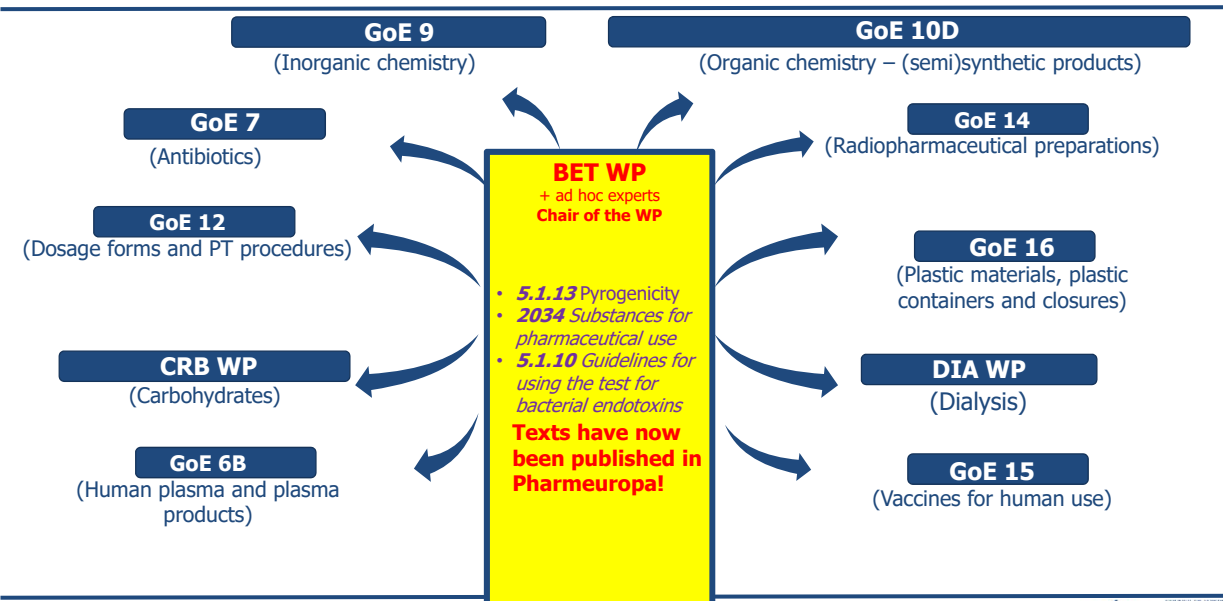 GoE 9
(Inorganic chemistry)
GoE 10D
(Organic chemistry – (semi)synthetic products)
GoE 7
(Antibiotics)
GoE 14
(Radiopharmaceutical preparations)
GoE 12
(Dosage forms and PT procedures)
GoE 16
(Plastic materials, plastic
containers and closures)
CRB WP
(Carbohydrates)
DIA WP
(Dialysis)
GoE 6B
(Human plasma and plasma
products)
GoE 15
(Vaccines for human use)
BET WP
+ ad hoc experts
Chair of the WP
• 5.1.13 Pyrogenicity
• 2034 Substances for
pharmaceutical use
• 5.1.10 Guidelines for
using the test for
bacterial endotoxins
Texts have now
been published in
Pharmeuropa!